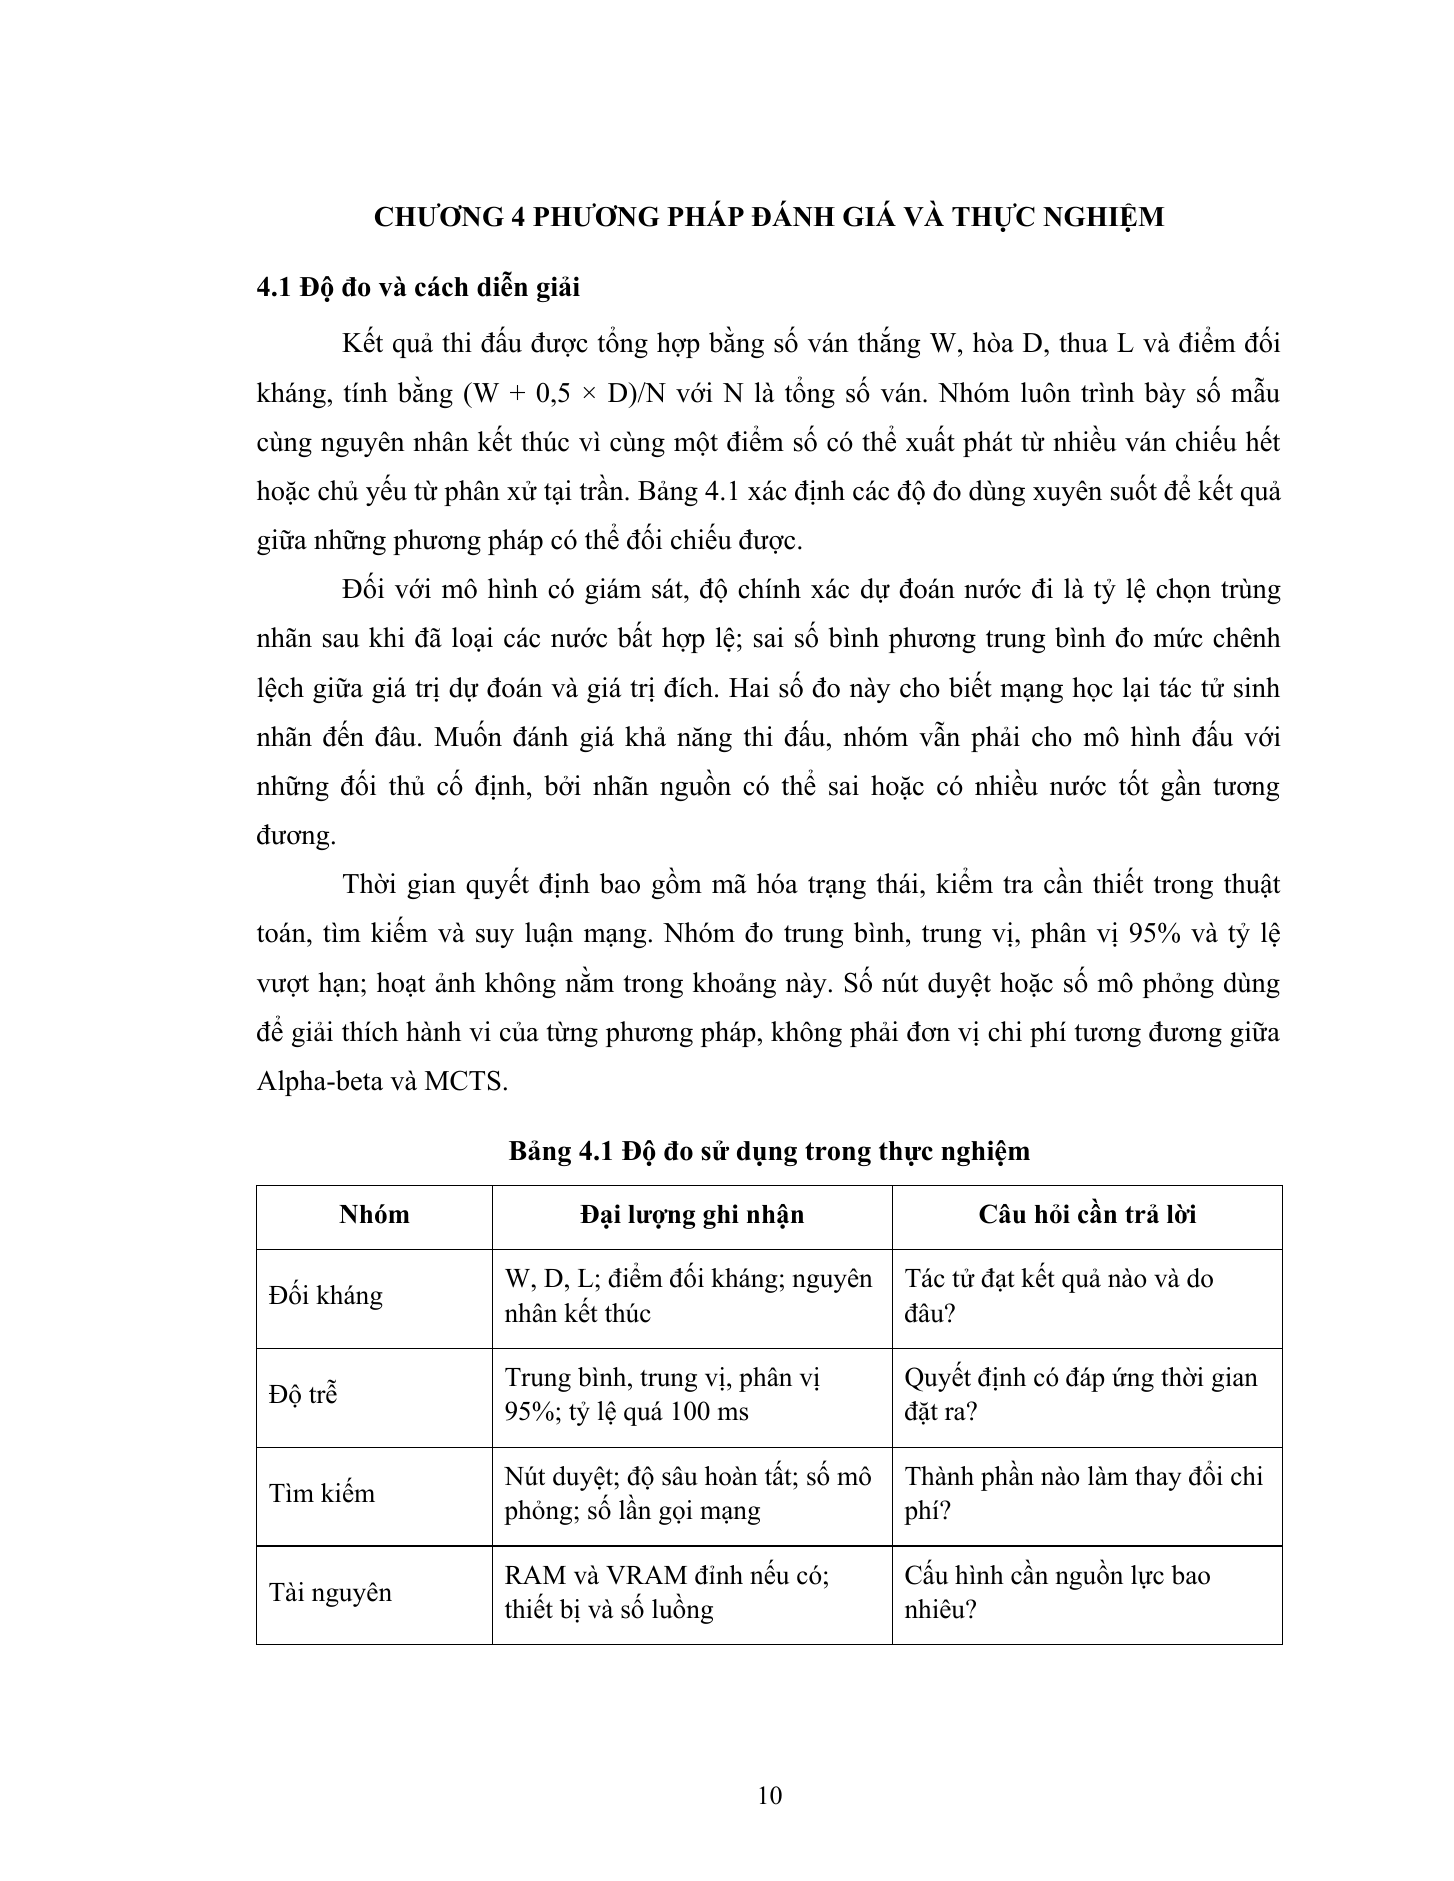 CHƯƠNG 4 PHƯƠNG PHÁP ĐÁNH GIÁ VÀ THỰC NGHIỆM
4.1 Độ đo và cách diễn giải
Kết quả thi đấu được tổng hợp bằng số ván thắng W, hòa D, thua L và điểm đối
kháng, tính bằng (W + 0,5 × D)/N với N là tổng số ván. Nhóm luôn trình bày số mẫu
cùng nguyên nhân kết thúc vì cùng một điểm số có thể xuất phát từ nhiều ván chiếu hết
hoặc chủ yếu từ phân xử tại trần. Bảng 4.1 xác định các độ đo dùng xuyên suốt để kết quả
giữa những phương pháp có thể đối chiếu được.
Đối với mô hình có giám sát, độ chính xác dự đoán nước đi là tỷ lệ chọn trùng
nhãn sau khi đã loại các nước bất hợp lệ; sai số bình phương trung bình đo mức chênh
lệch giữa giá trị dự đoán và giá trị đích. Hai số đo này cho biết mạng học lại tác tử sinh
nhãn đến đâu. Muốn đánh giá khả năng thi đấu, nhóm vẫn phải cho mô hình đấu với
những đối thủ cố định, bởi nhãn nguồn có thể sai hoặc có nhiều nước tốt gần tương
đương.
Thời gian quyết định bao gồm mã hóa trạng thái, kiểm tra cần thiết trong thuật
toán, tìm kiếm và suy luận mạng. Nhóm đo trung bình, trung vị, phân vị 95% và tỷ lệ
vượt hạn; hoạt ảnh không nằm trong khoảng này. Số nút duyệt hoặc số mô phỏng dùng
để giải thích hành vi của từng phương pháp, không phải đơn vị chi phí tương đương giữa
Alpha-beta và MCTS.
Bảng 4.1 Độ đo sử dụng trong thực nghiệm
Nhóm
Đại lượng ghi nhận
Câu hỏi cần trả lời
Đối kháng
W, D, L; điểm đối kháng; nguyên
nhân kết thúc
Tác tử đạt kết quả nào và do
đâu?
Độ trễ
Trung bình, trung vị, phân vị
95%; tỷ lệ quá 100 ms
Quyết định có đáp ứng thời gian
đặt ra?
Tìm kiếm
Nút duyệt; độ sâu hoàn tất; số mô
phỏng; số lần gọi mạng
Thành phần nào làm thay đổi chi
phí?
Tài nguyên
RAM và VRAM đỉnh nếu có;
thiết bị và số luồng
Cấu hình cần nguồn lực bao
nhiêu?
10